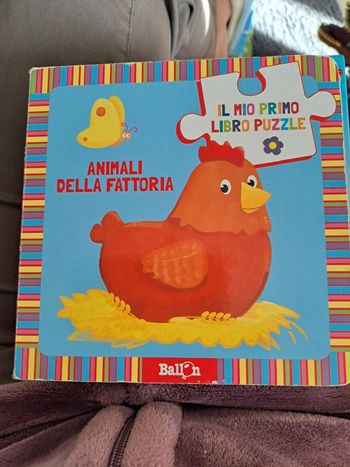 IL MIO PRIMO
LIBRO PUZZLE
ANIMALI
DELLA FATTORIA
Ballon